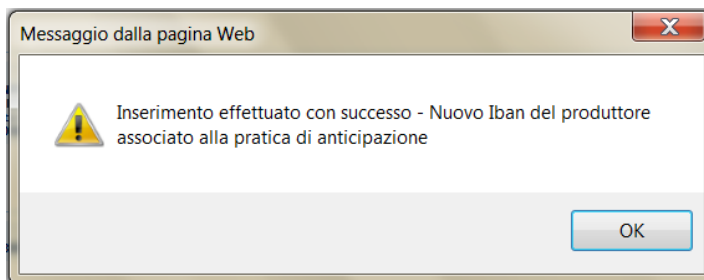 Messaggio dalla pagina Web
Inserimento effettuato con successo - Nuovo Iban del produttore
associato alla pratica di anticipazione
OK